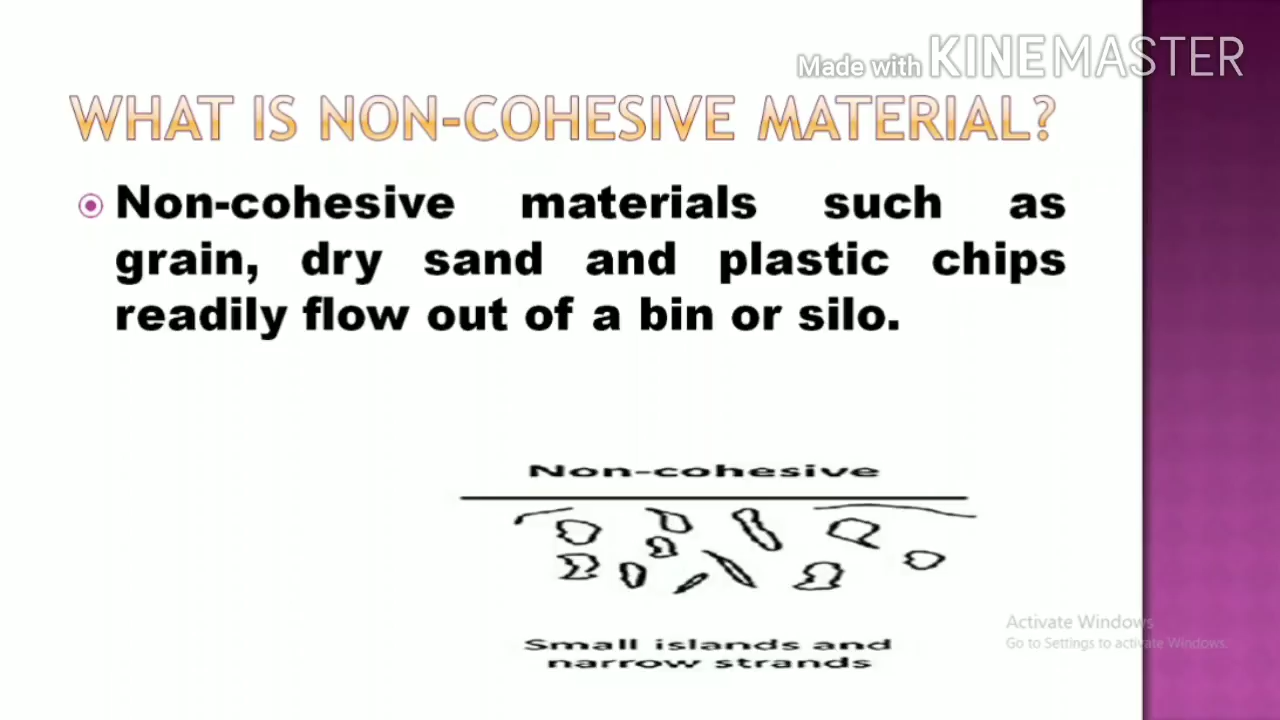 Made with KINEMASTER
WHAT IS NON-COHESIVE MATERIAL?
Non-cohesive materials such as
grain, dry sand and plastic chips
readily flow out of a bin or silo.
Non-cohesive
Small islands and
narrow strands
Activate Windows
Go to Settings to activate Windows.